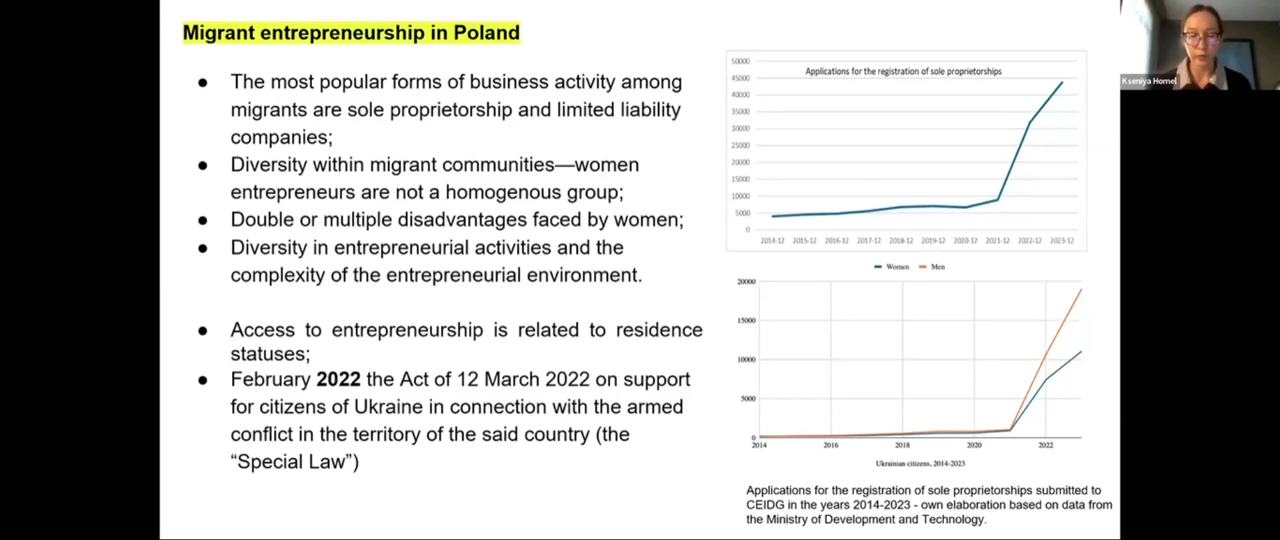 Migrant entrepreneurship in Poland
● The most popular forms of business activity among
migrants are sole proprietorship and limited liability
companies;
● Diversity within migrant communities—women
entrepreneurs are not a homogenous group;
● Double or multiple disadvantages faced by women;
● Diversity in entrepreneurial activities and the
complexity of the entrepreneurial environment.
● Access to entrepreneurship is related to residence
statuses;
● February 2022 the Act of 12 March 2022 on support
for citizens of Ukraine in connection with the armed
conflict in the territory of the said country (the
“Special Law”)
Applications for the registration of sole proprietorships
50000
45000
40000
35000
30000
25000
20000
15000
10000
5000
0
2014-12 2015-12 2016-12 2017-12 2018-12 2019-12 2020-12 2021-12 2022-12 2023-12
Women Men
20000
15000
10000
5000
0
2014 2016 2018 2020 2022
Ukrainian citizens, 2014-2023
Applications for the registration of sole proprietorships submitted to
CEIDG in the years 2014-2023 - own elaboration based on data from
the Ministry of Development and Technology.
Kseniya Homel